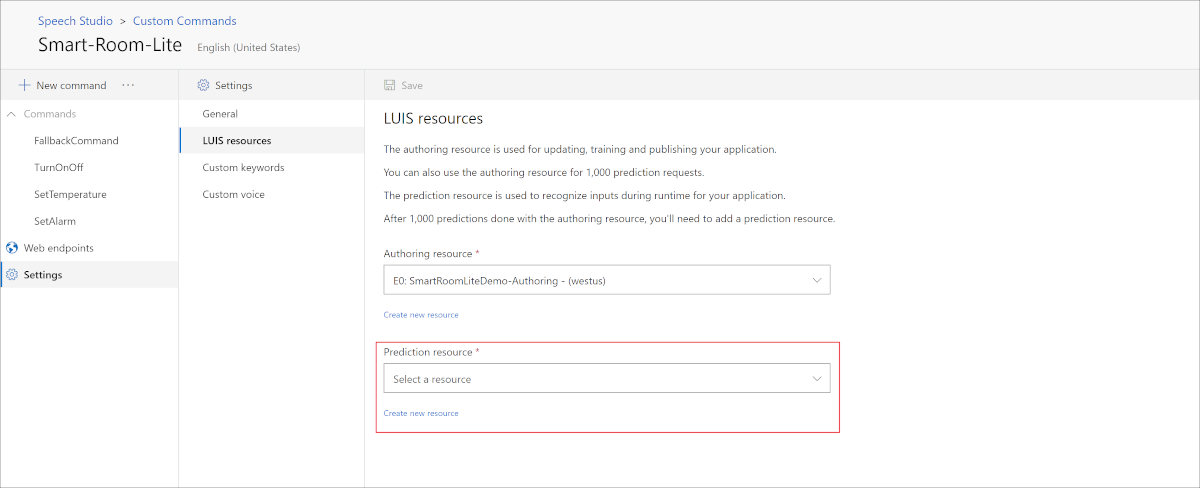 Speech Studio > Custom Commands
Smart-Room-Lite English (United States)
New command ···
Commands
FallbackCommand
TurnOnOff
SetTemperature
SetAlarm
Web endpoints
Settings
Settings
General
LUIS resources
Custom keywords
Custom voice
Save
LUIS resources
The authoring resource is used for updating, training and publishing your application.
You can also use the authoring resource for 1,000 prediction requests.
The prediction resource is used to recognize inputs during runtime for your application.
After 1,000 predictions done with the authoring resource, you'll need to add a prediction resource.
Authoring resource *
E0: SmartRoomLiteDemo-Authoring - (westus)
Create new resource
Prediction resource *
Select a resource
Create new resource